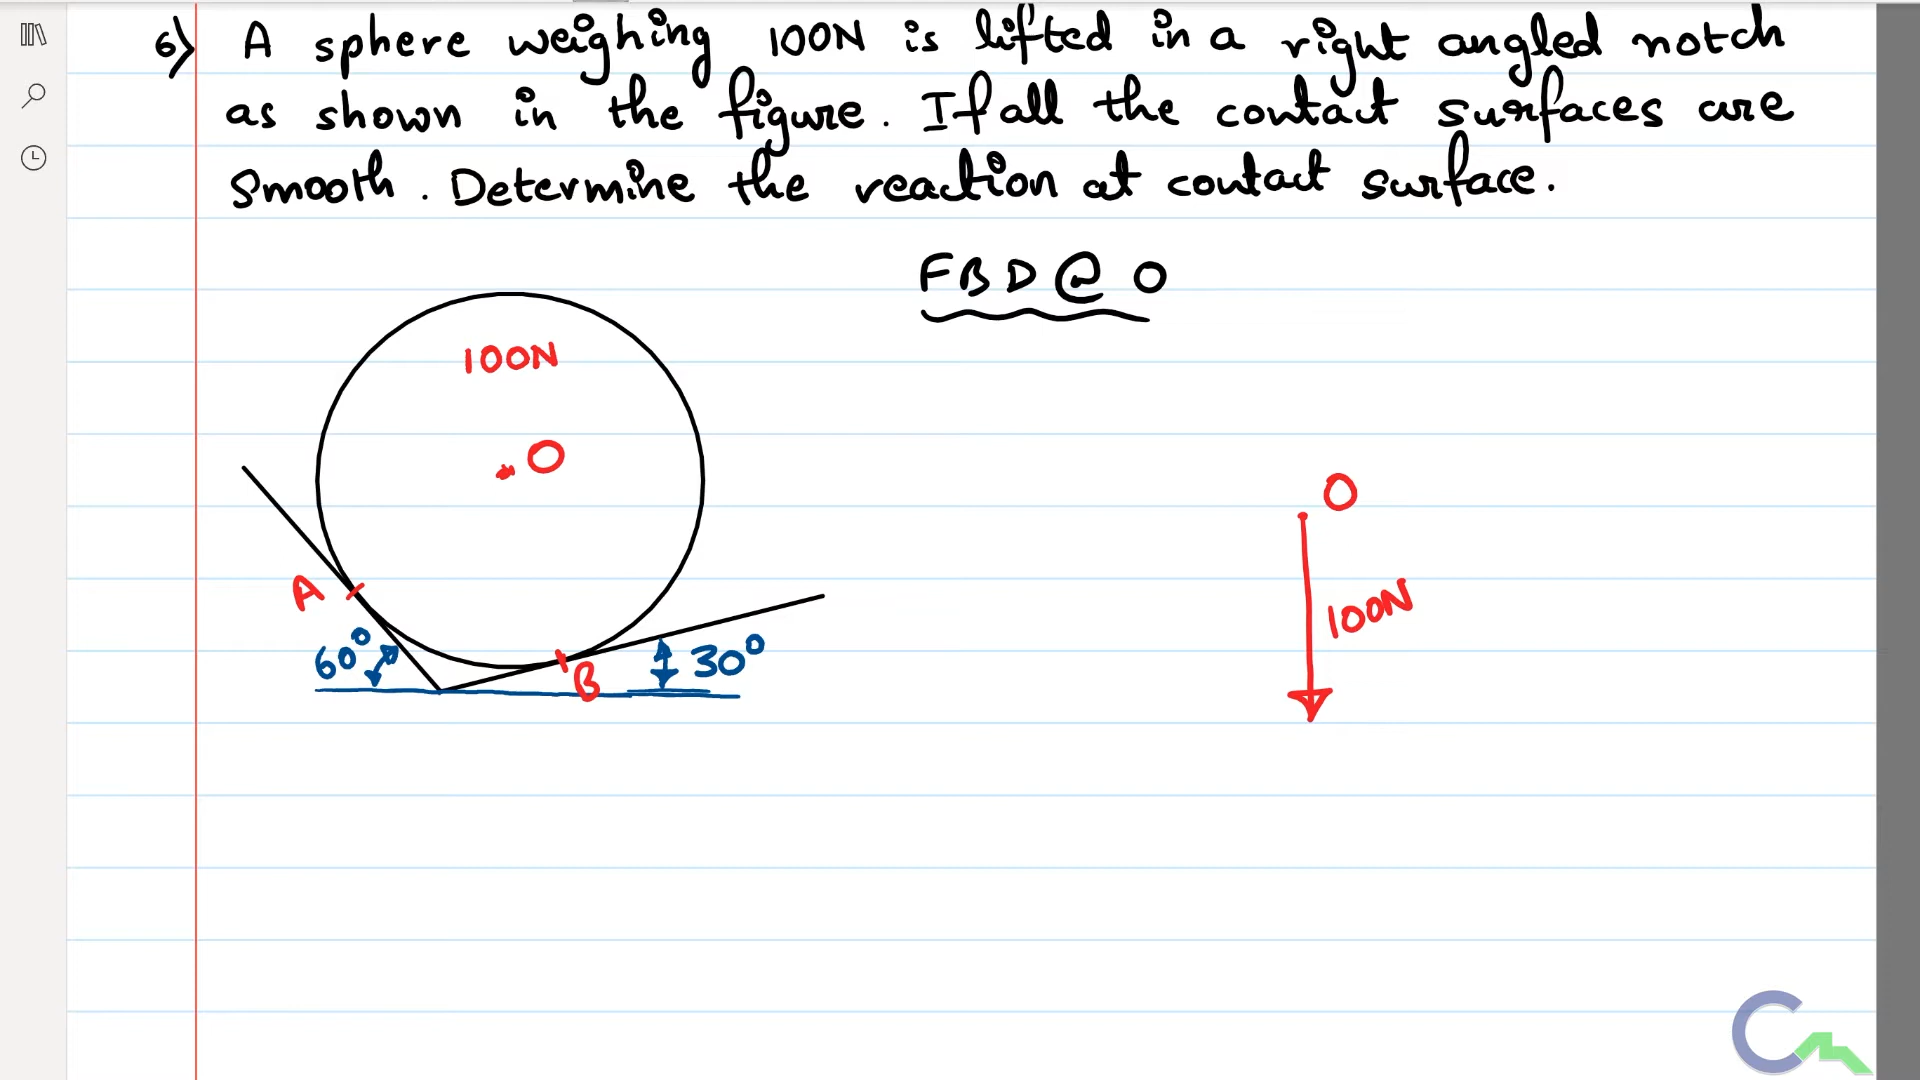 6) A sphere weighing 100N is lifted in a right angled notch
as shown in the figure. If all the contact surfaces are
smooth. Determine the reaction at contact surface.
FBD @ O
100N
O
O
A
100N
60°
30°
B